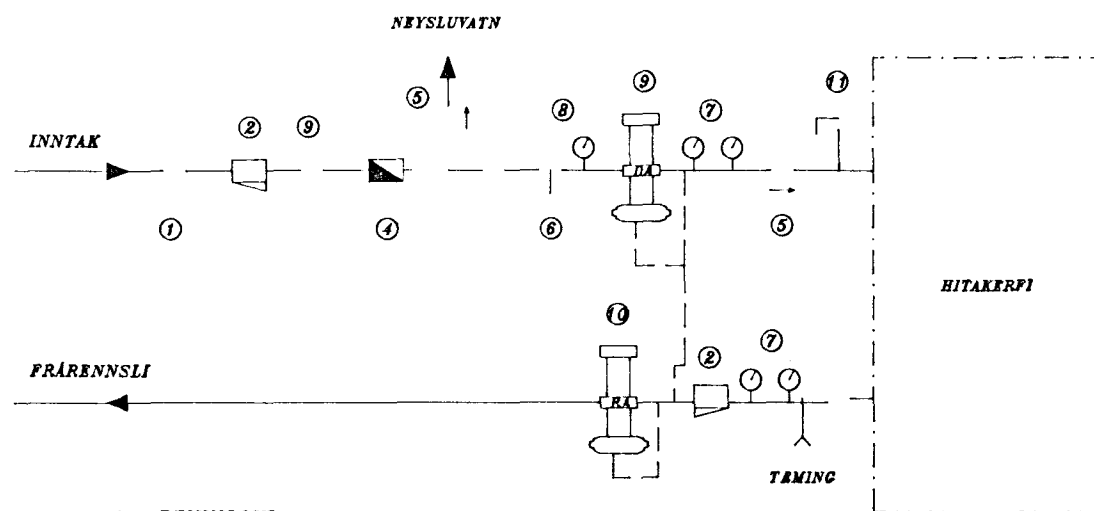 NEYSLUVATN
⑤ ⑨ ⑪
② ⑨ ⑧ ⑦
INNTAK
DA
① ④ ⑥ ⑤
HITAKERFI
⑩
② ⑦
FRÁRENNSLI
RA
TÆMING